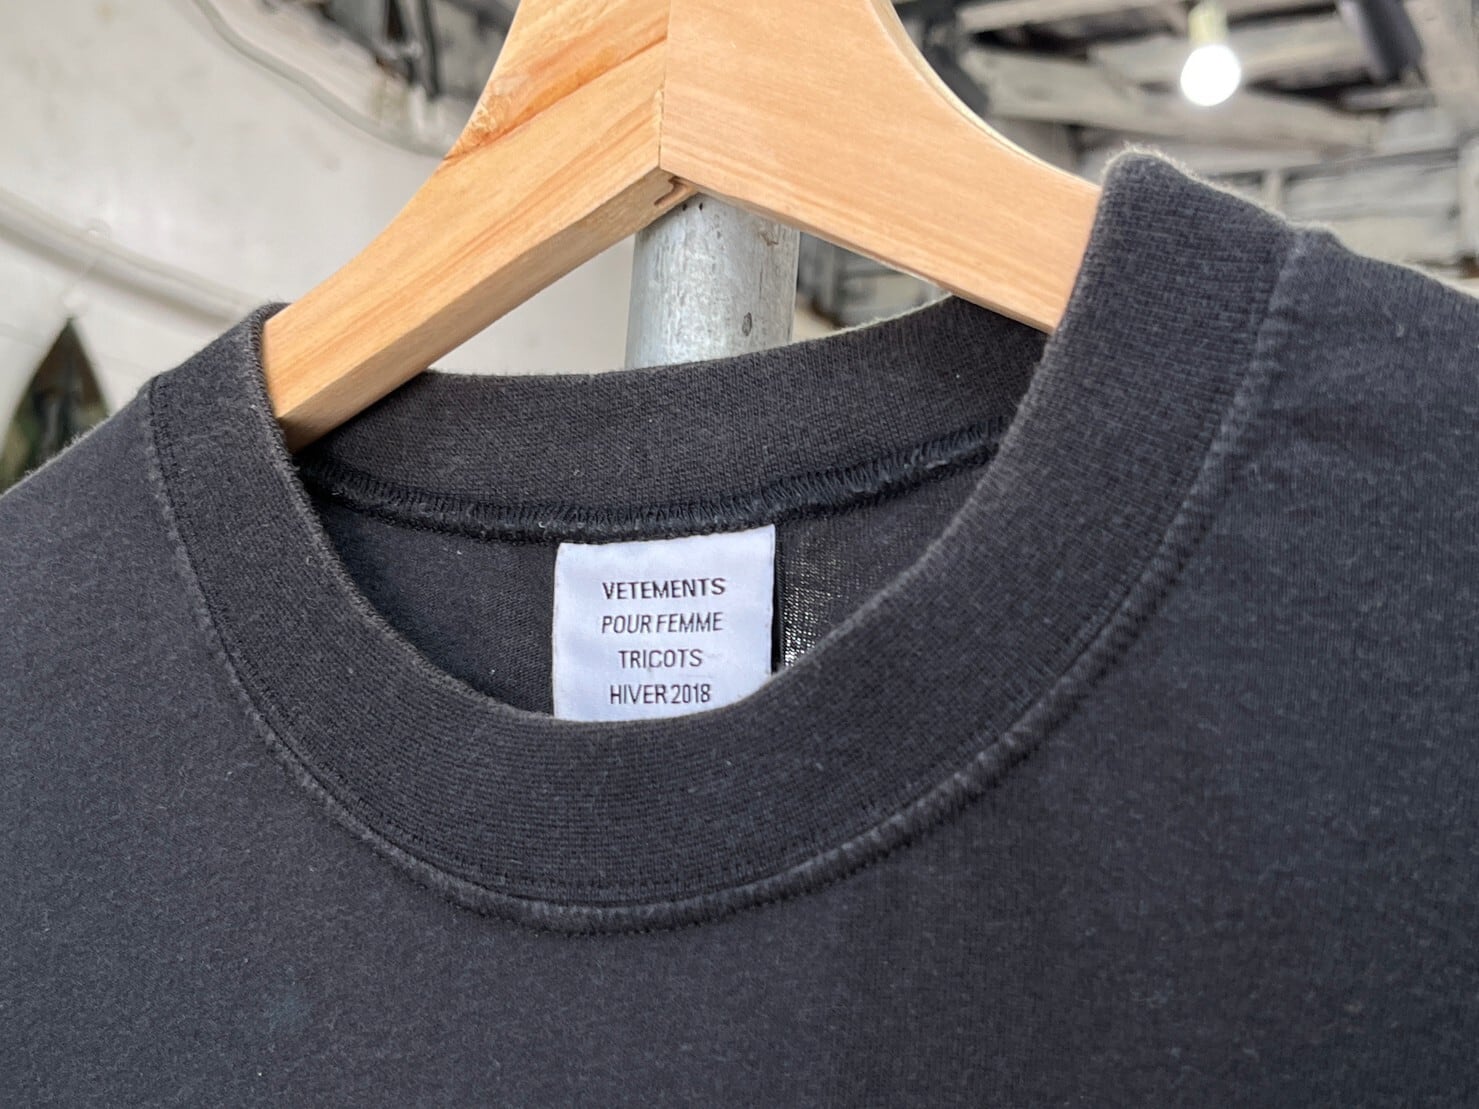 VETEMENTS
POUR FEMME
TRICOTS
HIVER 2018